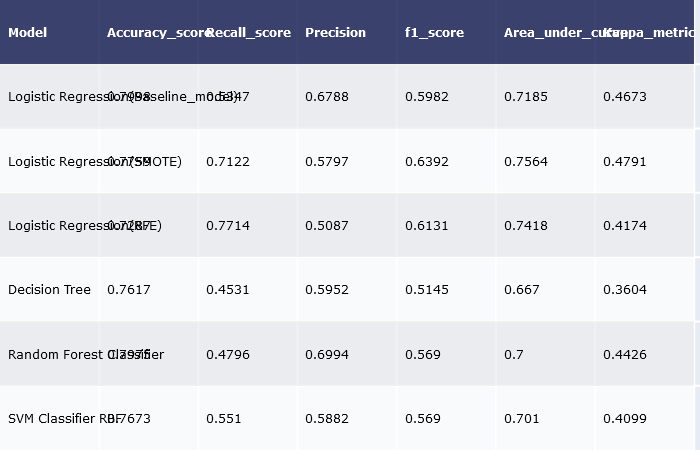 Model Accuracy_score Recall_score Precision f1_score Area_under_curve Kappa_metric
Logistic Regression(Baseline_model) 0.7998 0.5347 0.6788 0.5982 0.7185 0.4673
Logistic Regression(SMOTE) 0.7759 0.7122 0.5797 0.6392 0.7564 0.4791
Logistic Regression(RFE) 0.7287 0.7714 0.5087 0.6131 0.7418 0.4174
Decision Tree 0.7617 0.4531 0.5952 0.5145 0.667 0.3604
Random Forest Classifier 0.7975 0.4796 0.6994 0.569 0.7 0.4426
SVM Classifier RBF 0.7673 0.551 0.5882 0.569 0.701 0.4099